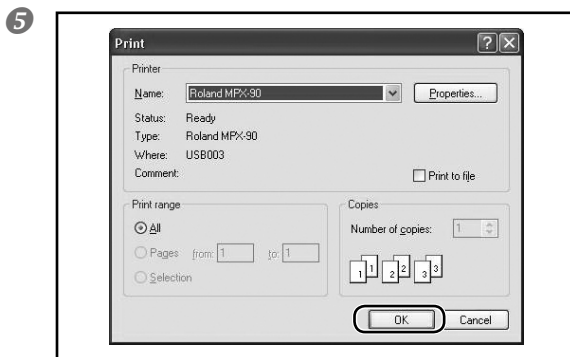 5
Print
Printer
Name: Roland MPX-90 Properties...
Status: Ready
Type: Roland MPX-90
Where: USB003
Comment: Print to file
Print range
All
Pages from: 1 to: 1
Selection
Copies
Number of copies: 1
1 1 2 2 3 3
OK Cancel